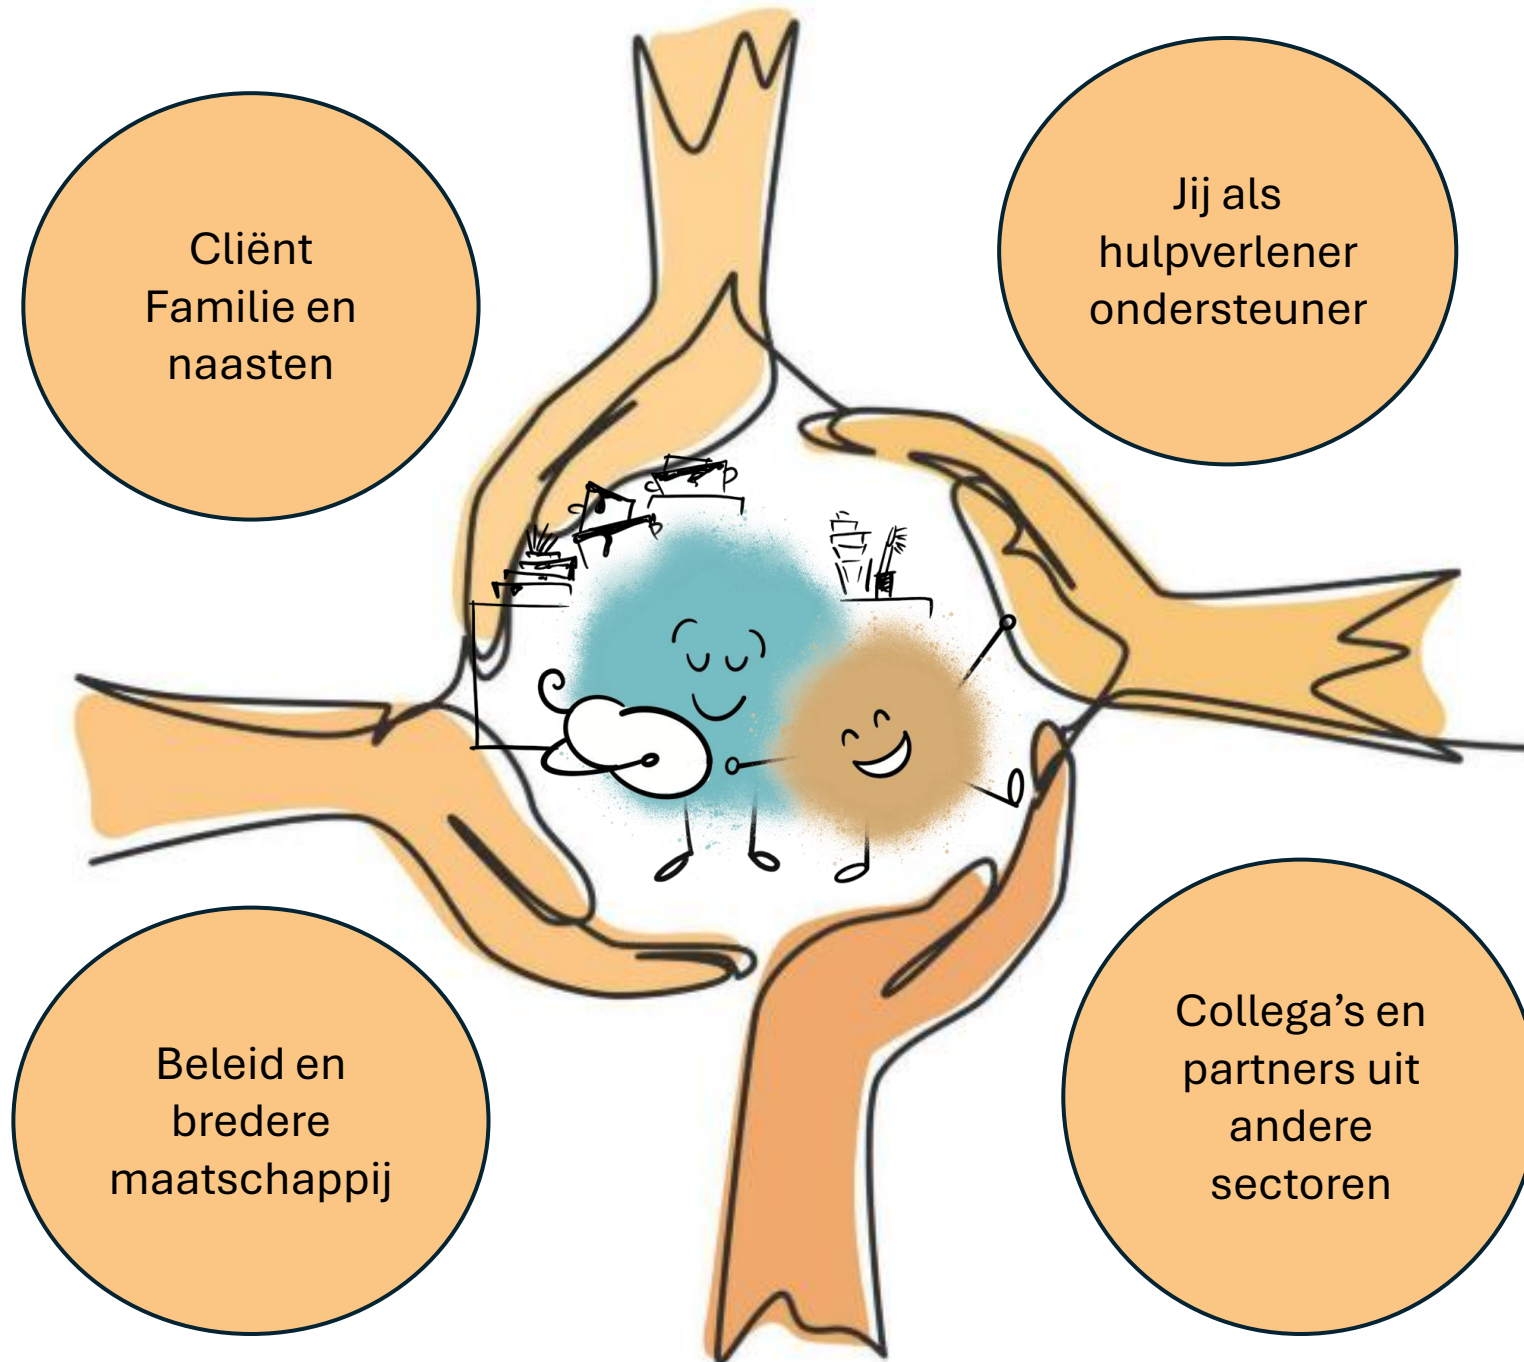 Cliënt
Familie en
naasten
Jij als
hulpverlener
ondersteuner
Beleid en
bredere
maatschappij
Collega’s en
partners uit
andere
sectoren